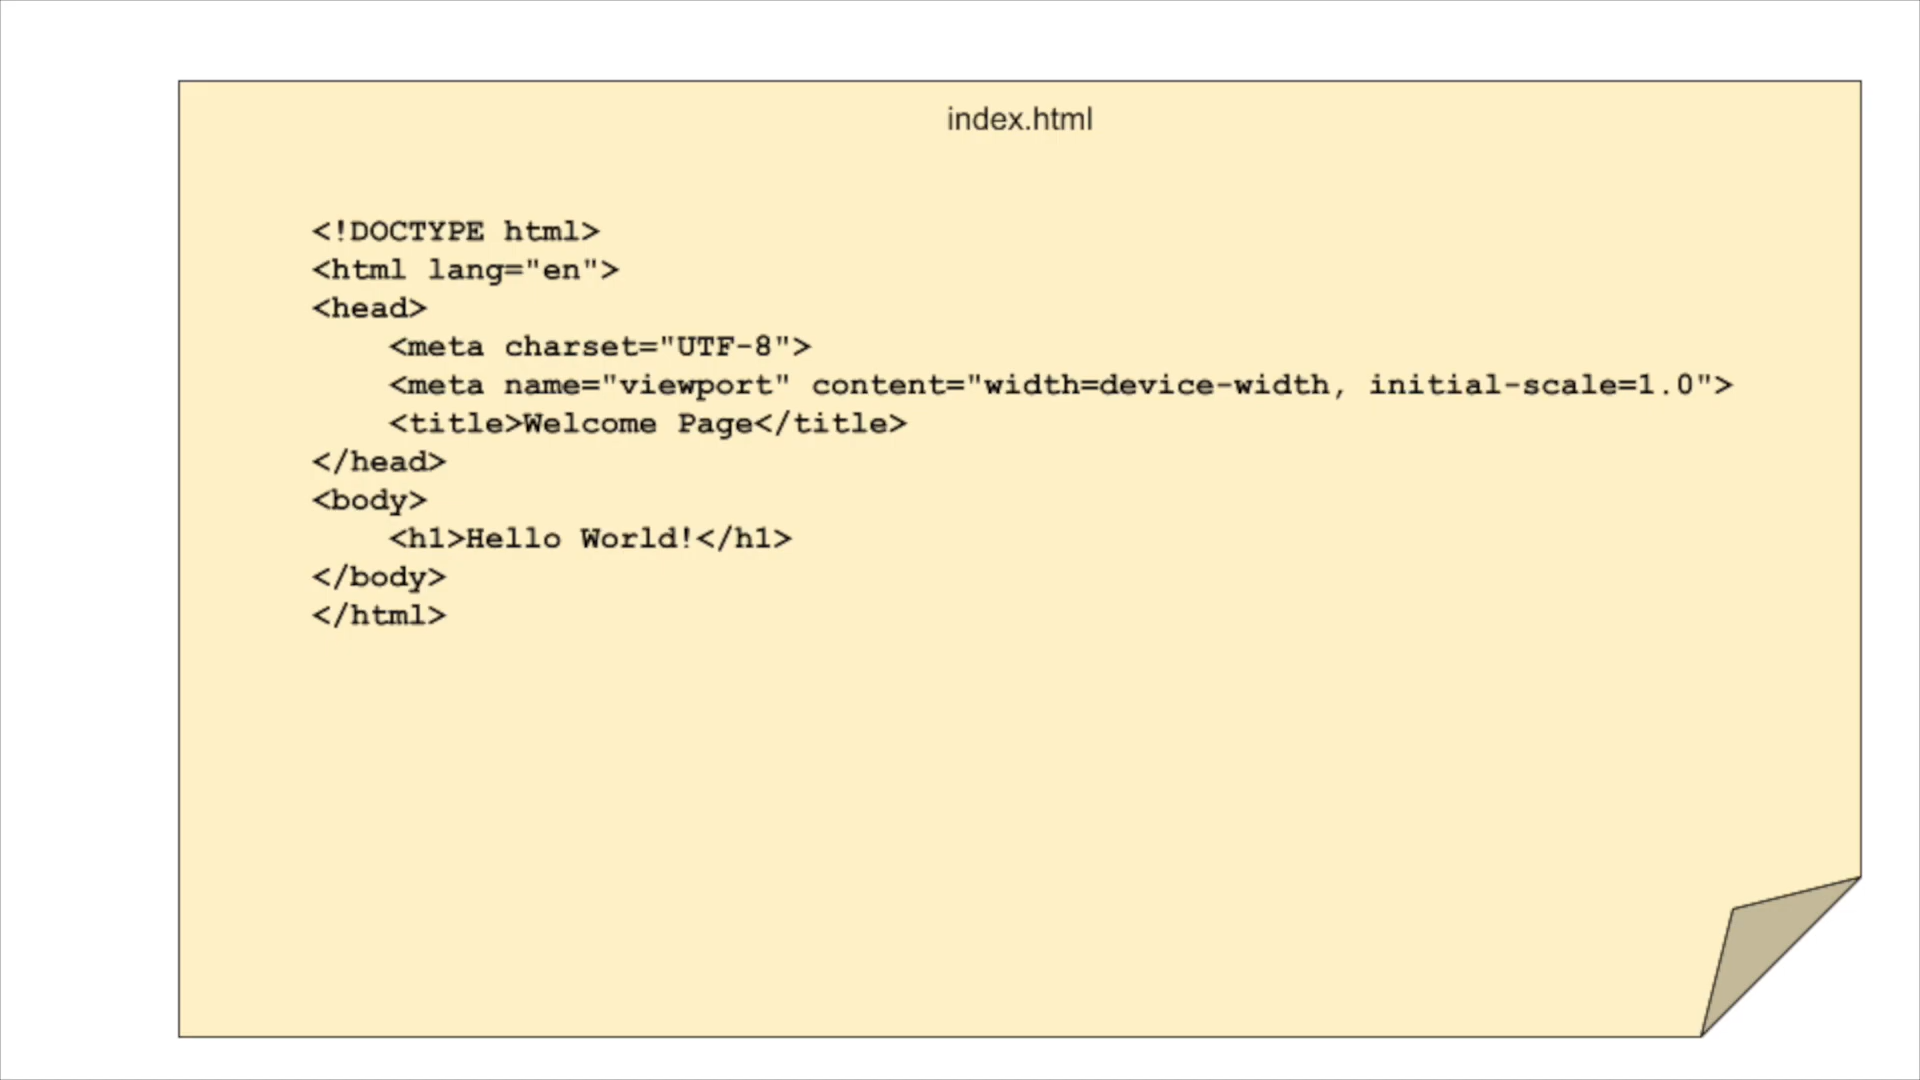 index.html
<!DOCTYPE html>
<html lang="en">
<head>
    <meta charset="UTF-8">
    <meta name="viewport" content="width=device-width, initial-scale=1.0">
    <title>Welcome Page</title>
</head>
<body>
    <h1>Hello World!</h1>
</body>
</html>